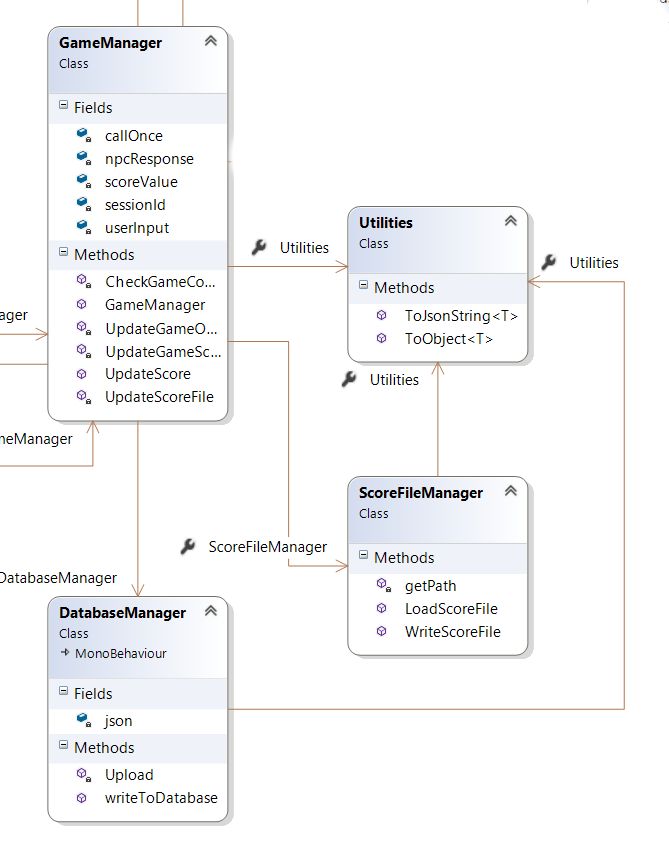 GameManager
Class
Fields
callOnce
npcResponse
scoreValue
sessionId
userInput
Methods
CheckGameCo...
GameManager
UpdateGameO...
UpdateGameSc...
UpdateScore
UpdateScoreFile
Utilities
Utilities
Class
Methods
ToJsonString<T>
ToObject<T>
Utilities
Utilities
ager
meManager
ScoreFileManager
ScoreFileManager
Class
Methods
getPath
LoadScoreFile
WriteScoreFile
DatabaseManager
DatabaseManager
Class
MonoBehaviour
Fields
json
Methods
Upload
writeToDatabase